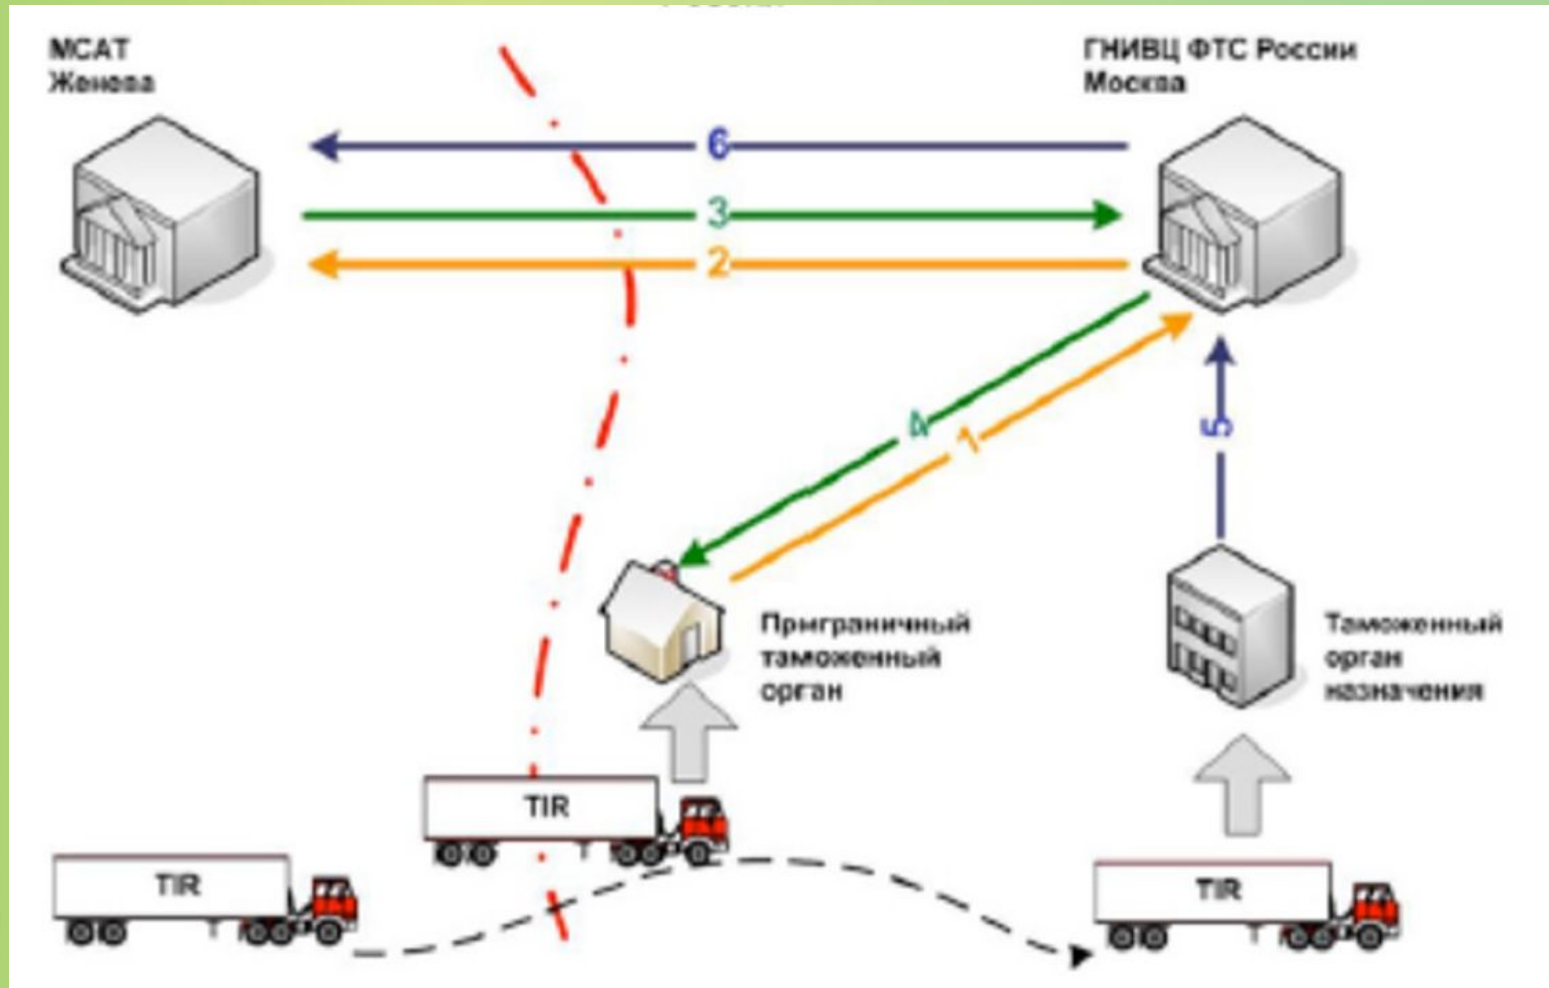 МСАТ
Женева
ГНИВЦ ФТС России
Москва
6
3
2
4
1
5
Приграничный
таможенный
орган
Таможенный
орган
назначения
TIR
TIR
TIR